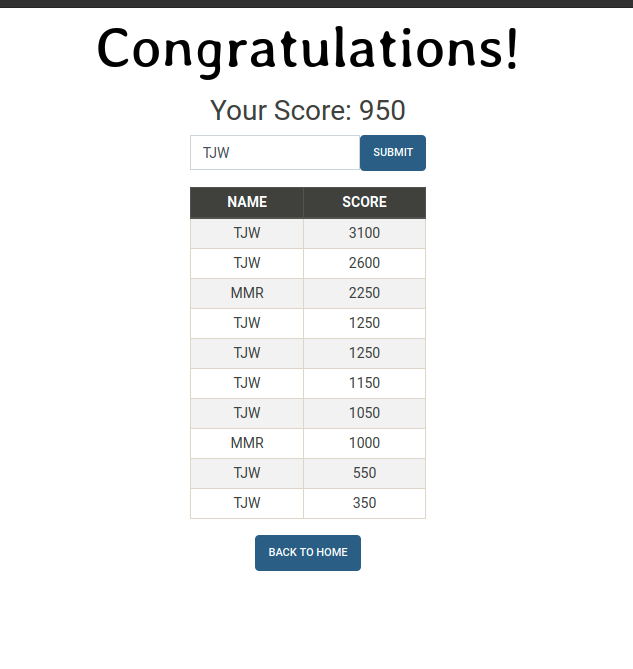 Congratulations!
Your Score: 950
TJW SUBMIT
NAME SCORE
TJW 3100
TJW 2600
MMR 2250
TJW 1250
TJW 1250
TJW 1150
TJW 1050
MMR 1000
TJW 550
TJW 350
BACK TO HOME